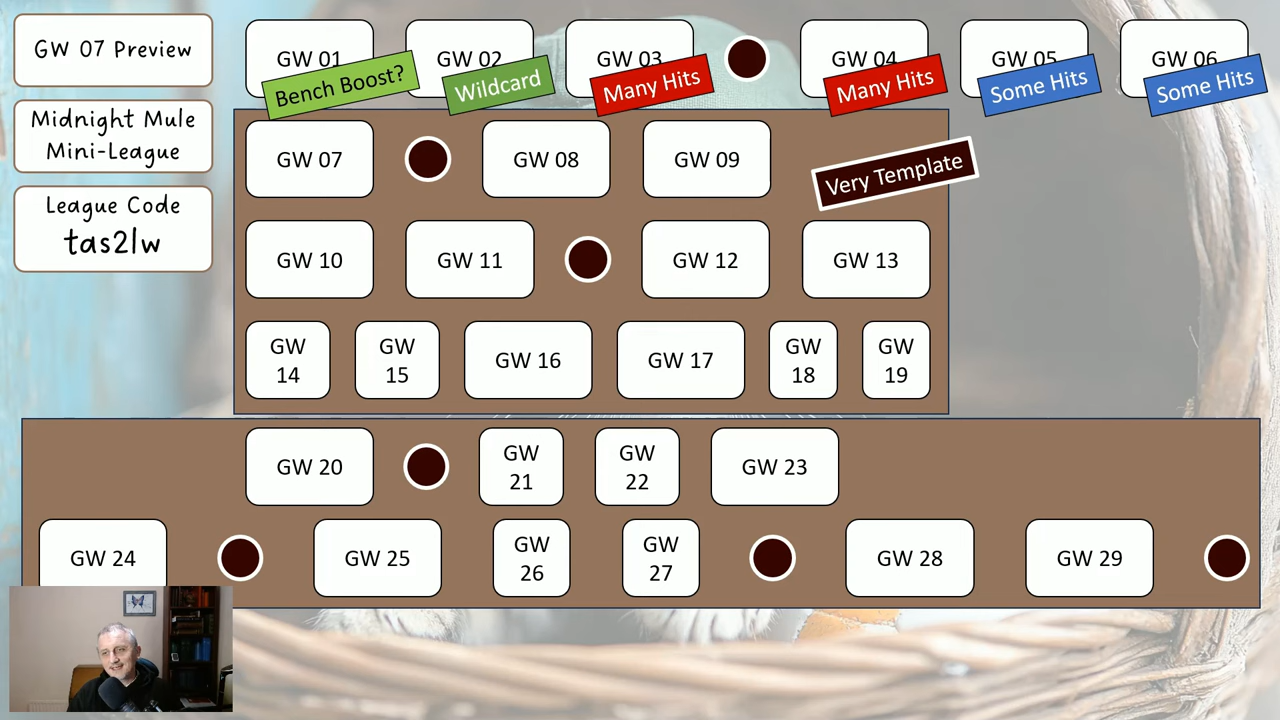 GW 07 Preview
Midnight Mule
Mini-League
League Code
tas2lw
GW 01
GW 02
GW 03
GW 04
GW 05
GW 06
Bench Boost?
Wildcard
Many Hits
Many Hits
Some Hits
Some Hits
GW 07
GW 08
GW 09
Very Template
GW 10
GW 11
GW 12
GW 13
GW
14
GW
15
GW 16
GW 17
GW
18
GW
19
GW 20
GW
21
GW
22
GW 23
GW 24
GW 25
GW
26
GW
27
GW 28
GW 29